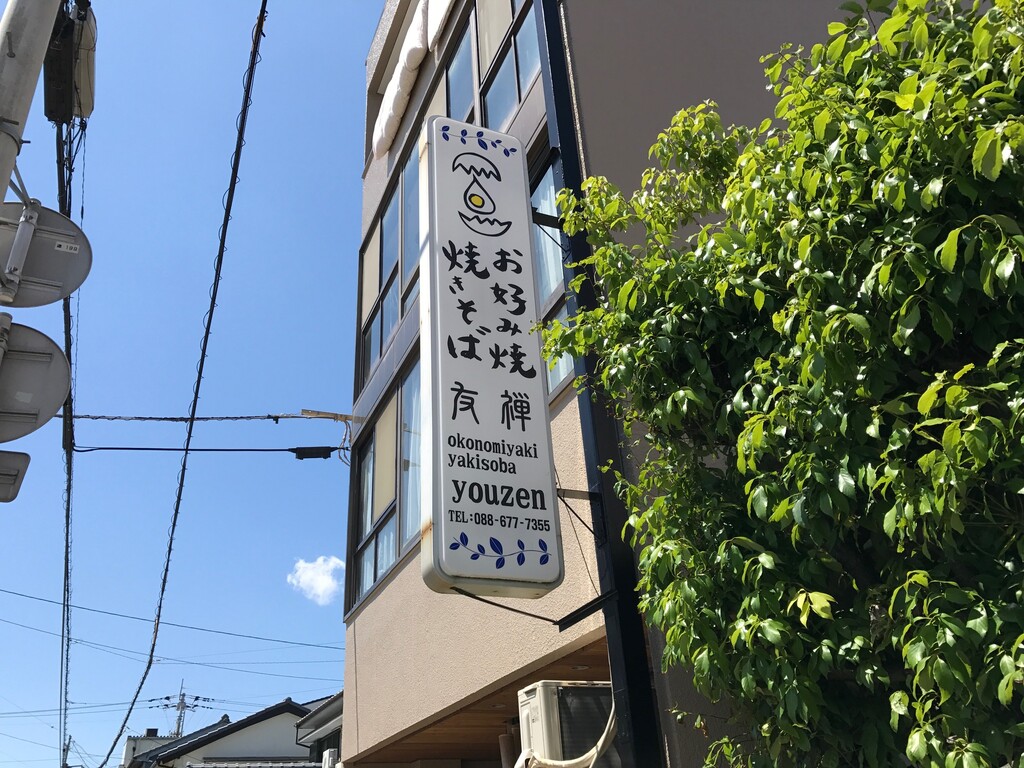 お好み焼
焼きそば
友禅
okonomiyaki
yakisoba
youzen
TEL:088-677-7355